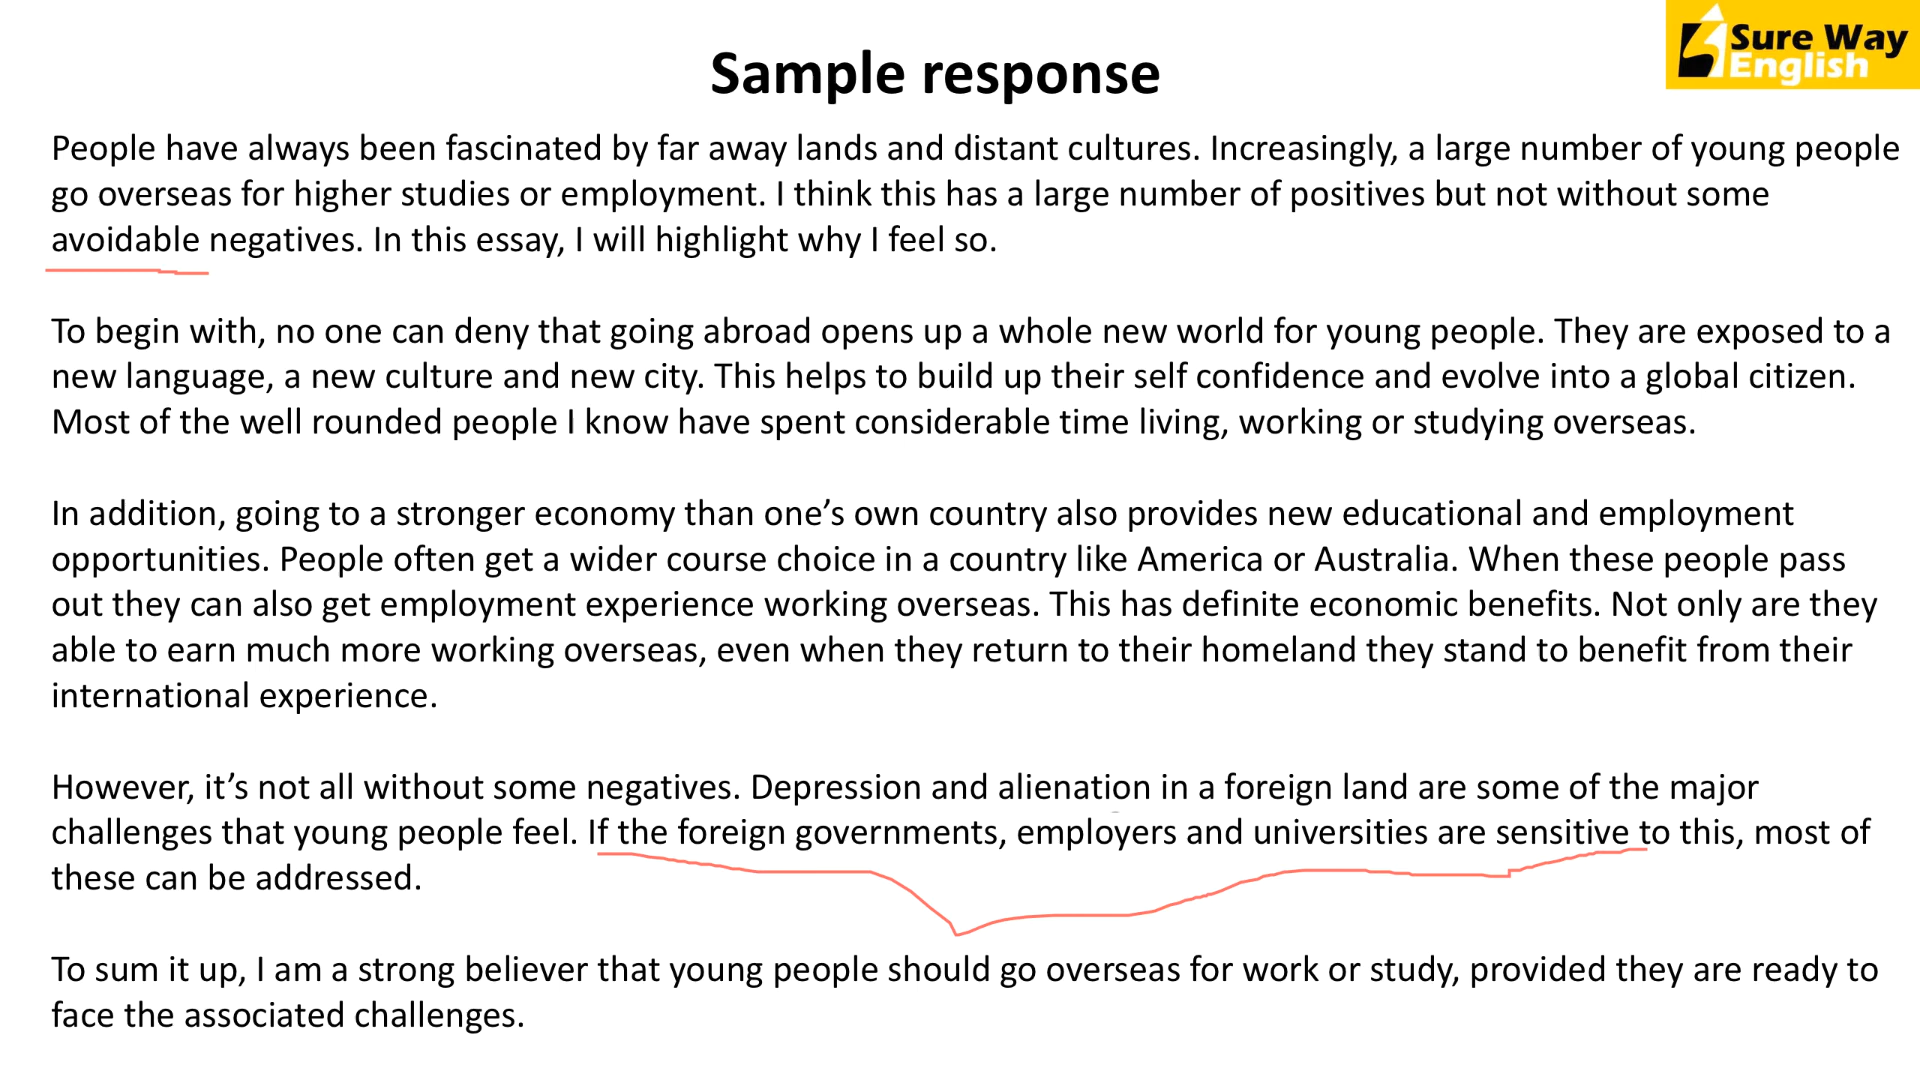 Sure Way
English
Sample response
People have always been fascinated by far away lands and distant cultures. Increasingly, a large number of young people
go overseas for higher studies or employment. I think this has a large number of positives but not without some
avoidable negatives. In this essay, I will highlight why I feel so.
To begin with, no one can deny that going abroad opens up a whole new world for young people. They are exposed to a
new language, a new culture and new city. This helps to build up their self confidence and evolve into a global citizen.
Most of the well rounded people I know have spent considerable time living, working or studying overseas.
In addition, going to a stronger economy than one’s own country also provides new educational and employment
opportunities. People often get a wider course choice in a country like America or Australia. When these people pass
out they can also get employment experience working overseas. This has definite economic benefits. Not only are they
able to earn much more working overseas, even when they return to their homeland they stand to benefit from their
international experience.
However, it’s not all without some negatives. Depression and alienation in a foreign land are some of the major
challenges that young people feel. If the foreign governments, employers and universities are sensitive to this, most of
these can be addressed.
To sum it up, I am a strong believer that young people should go overseas for work or study, provided they are ready to
face the associated challenges.